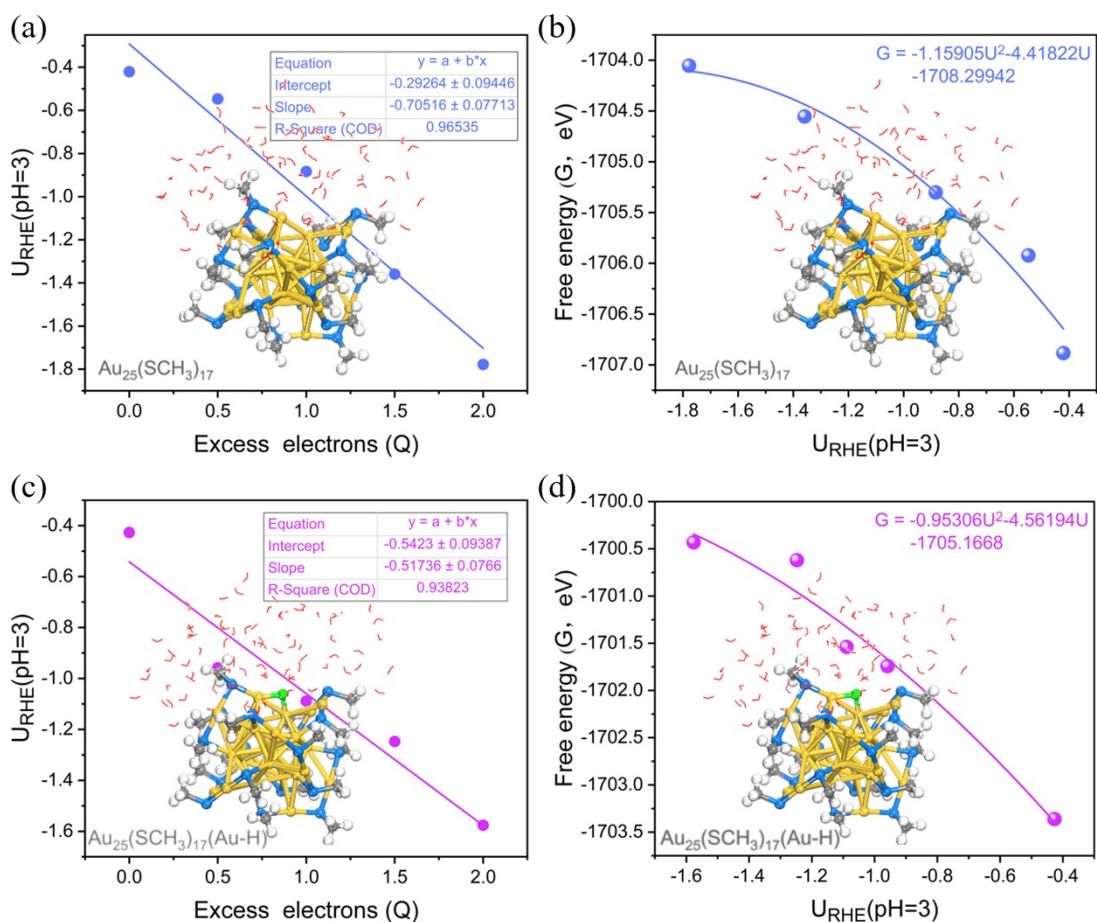 (a)
-0.4
-0.6
-0.8
-1.0
-1.2
-1.4
-1.6
-1.8
U_RHE(pH=3)
Equation y = a + b*x
Intercept -0.29264 ± 0.09446
Slope -0.70516 ± 0.07713
R-Square (COD) 0.96535
Au25(SCH3)17
0.0 0.5 1.0 1.5 2.0
Excess electrons (Q)
(b)
-1704.0
-1704.5
-1705.0
-1705.5
-1706.0
-1706.5
-1707.0
Free energy (G, eV)
G = -1.15905U²-4.41822U
-1708.29942
Au25(SCH3)17
-1.8 -1.6 -1.4 -1.2 -1.0 -0.8 -0.6 -0.4
U_RHE(pH=3)
(c)
-0.4
-0.6
-0.8
-1.0
-1.2
-1.4
-1.6
U_RHE(pH=3)
Equation y = a + b*x
Intercept -0.5423 ± 0.09387
Slope -0.51736 ± 0.0766
R-Square (COD) 0.93823
Au25(SCH3)17(Au-H)
0.0 0.5 1.0 1.5 2.0
Excess electrons (Q)
(d)
-1700.0
-1700.5
-1701.0
-1701.5
-1702.0
-1702.5
-1703.0
-1703.5
Free energy (G, eV)
G = -0.95306U²-4.56194U
-1705.1668
Au25(SCH3)17(Au-H)
-1.6 -1.4 -1.2 -1.0 -0.8 -0.6 -0.4
U_RHE(pH=3)